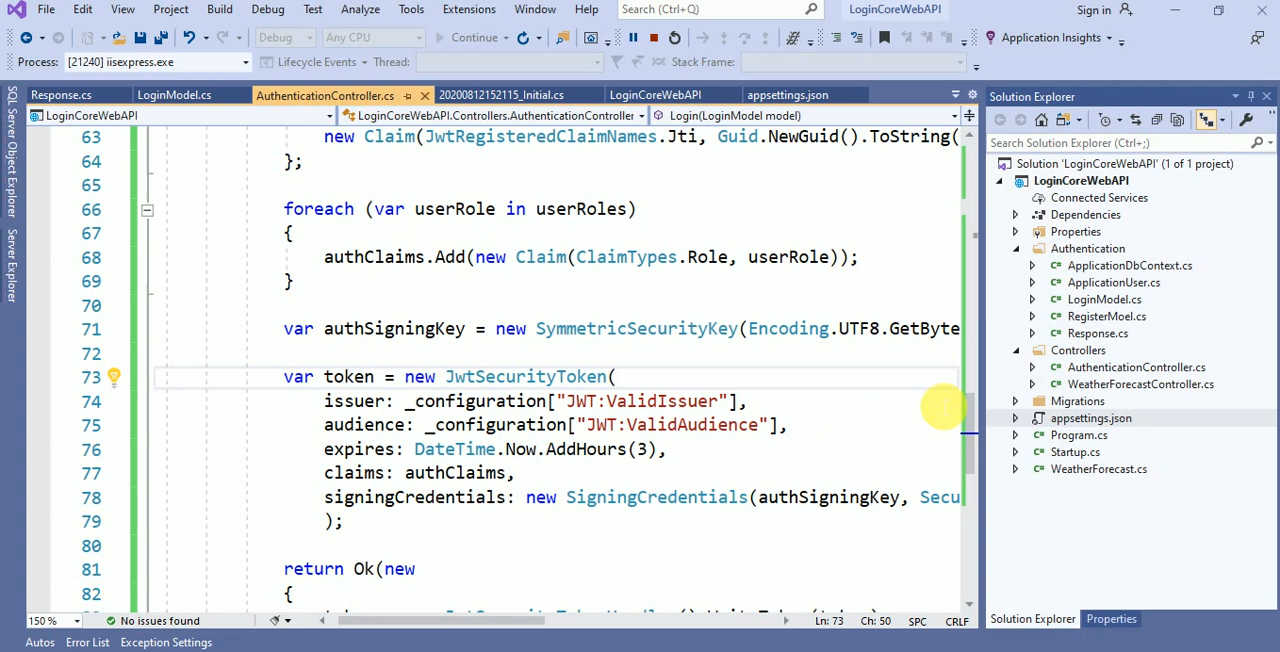 File Edit View Project Build Debug Test Analyze Tools Extensions Window Help Search (Ctrl+Q) LoginCoreWebAPI Sign in
Debug Any CPU Continue Application Insights
Process: [21240] iisexpress.exe Lifecycle Events Thread: Stack Frame:
SQL Server Object Explorer
Server Explorer
Response.cs LoginModel.cs AuthenticationController.cs 20200812152115_Initial.cs LoginCoreWebAPI appsettings.json
LoginCoreWebAPI LoginCoreWebAPI.Controllers.AuthenticationController Login(LoginModel model)
63 new Claim(JwtRegisteredClaimNames.Jti, Guid.NewGuid().ToString(
64 };
65
66 foreach (var userRole in userRoles)
67 {
68 authClaims.Add(new Claim(ClaimTypes.Role, userRole));
69 }
70
71 var authSigningKey = new SymmetricSecurityKey(Encoding.UTF8.GetByte
72
73 var token = new JwtSecurityToken(
74 issuer: _configuration["JWT:ValidIssuer"],
75 audience: _configuration["JWT:ValidAudience"],
76 expires: DateTime.Now.AddHours(3),
77 claims: authClaims,
78 signingCredentials: new SigningCredentials(authSigningKey, Secu
79 );
80
81 return Ok(new
82 {
150 % No issues found Ln: 73 Ch: 50 SPC CRLF
Autos Error List Exception Settings
Solution Explorer
Search Solution Explorer (Ctrl+;)
Solution 'LoginCoreWebAPI' (1 of 1 project)
LoginCoreWebAPI
Connected Services
Dependencies
Properties
Authentication
C# ApplicationDbContext.cs
C# ApplicationUser.cs
C# LoginModel.cs
C# RegisterMoel.cs
C# Response.cs
Controllers
C# AuthenticationController.cs
C# WeatherForecastController.cs
Migrations
appsettings.json
C# Program.cs
C# Startup.cs
C# WeatherForecast.cs
Solution Explorer Properties